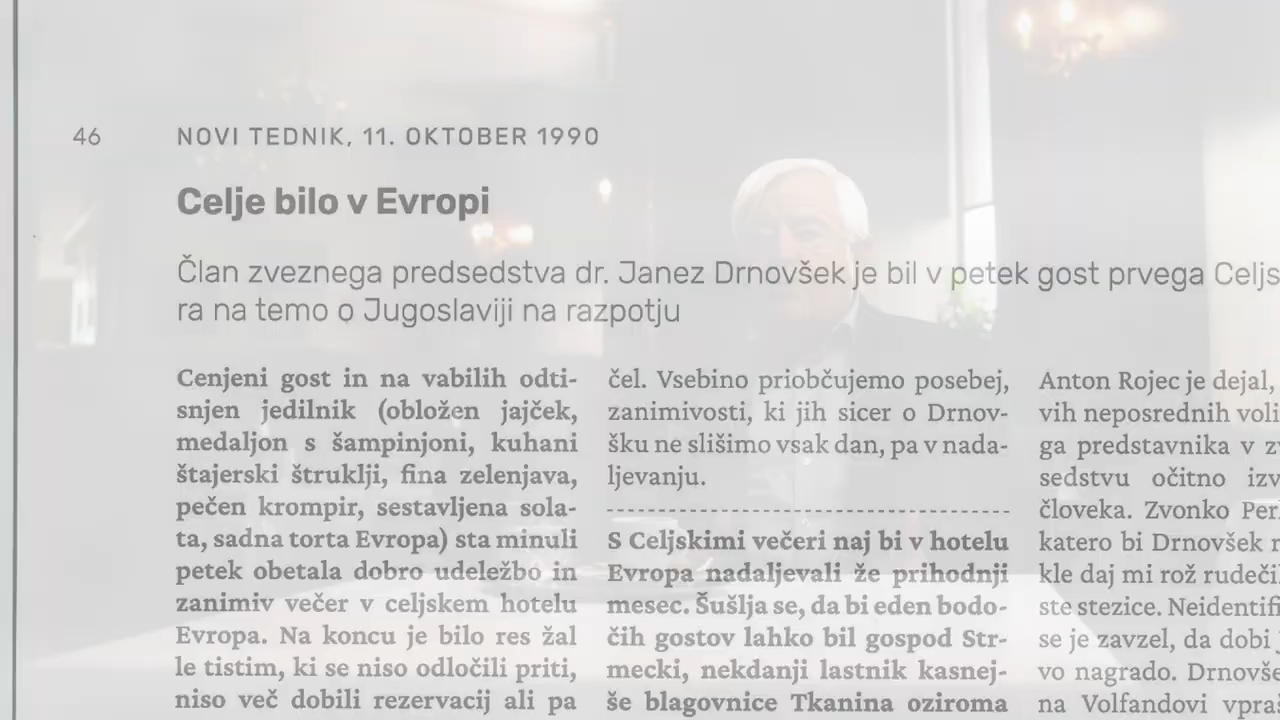 46
NOVI TEDNIK, 11. OKTOBER 1990
Celje bilo v Evropi
Član zveznega predsedstva dr. Janez Drnovšek je bil v petek gost prvega Celjs
ra na temo o Jugoslaviji na razpotju
Cenjeni gost in na vabilih odti-
snjen jedilnik (obložen jajček,
medaljon s šampinjoni, kuhani
štajerski štruklji, fina zelenjava,
pečen krompir, sestavljena sola-
ta, sadna torta Evropa) sta minuli
petek obetala dobro udeležbo in
zanimiv večer v celjskem hotelu
Evropa. Na koncu je bilo res žal
le tistim, ki se niso odločili priti,
niso več dobili rezervacij ali pa
čel. Vsebino priobčujemo posebej,
zanimivosti, ki jih sicer o Drnov-
šku ne slišimo vsak dan, pa v nada-
ljevanju.
S Celjskimi večeri naj bi v hotelu
Evropa nadaljevali že prihodnji
mesec. Šušlja se, da bi eden bodo-
čih gostov lahko bil gospod Str-
mecki, nekdanji lastnik kasnej-
še blagovnice Tkanina oziroma
Anton Rojec je dejal,
vih neposrednih voli
ga predstavnika v
sedstvu očitno izv
človeka. Zvonko Per
katero bi Drnovšek
kle daj mi rož rudeči
ste stezice. Neidentifi
se je zavzel, da dobi
vo nagrado. Drnovše
na Volfandovi vpra